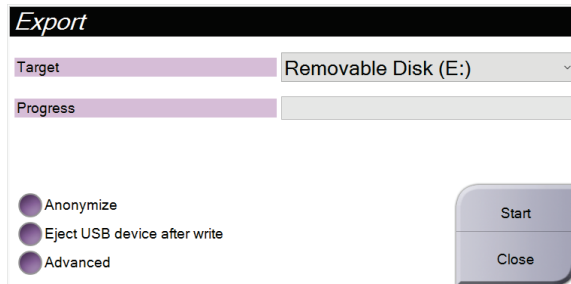 Export
Target
Removable Disk (E:)
Progress
Anonymize
Eject USB device after write
Advanced
Start
Close